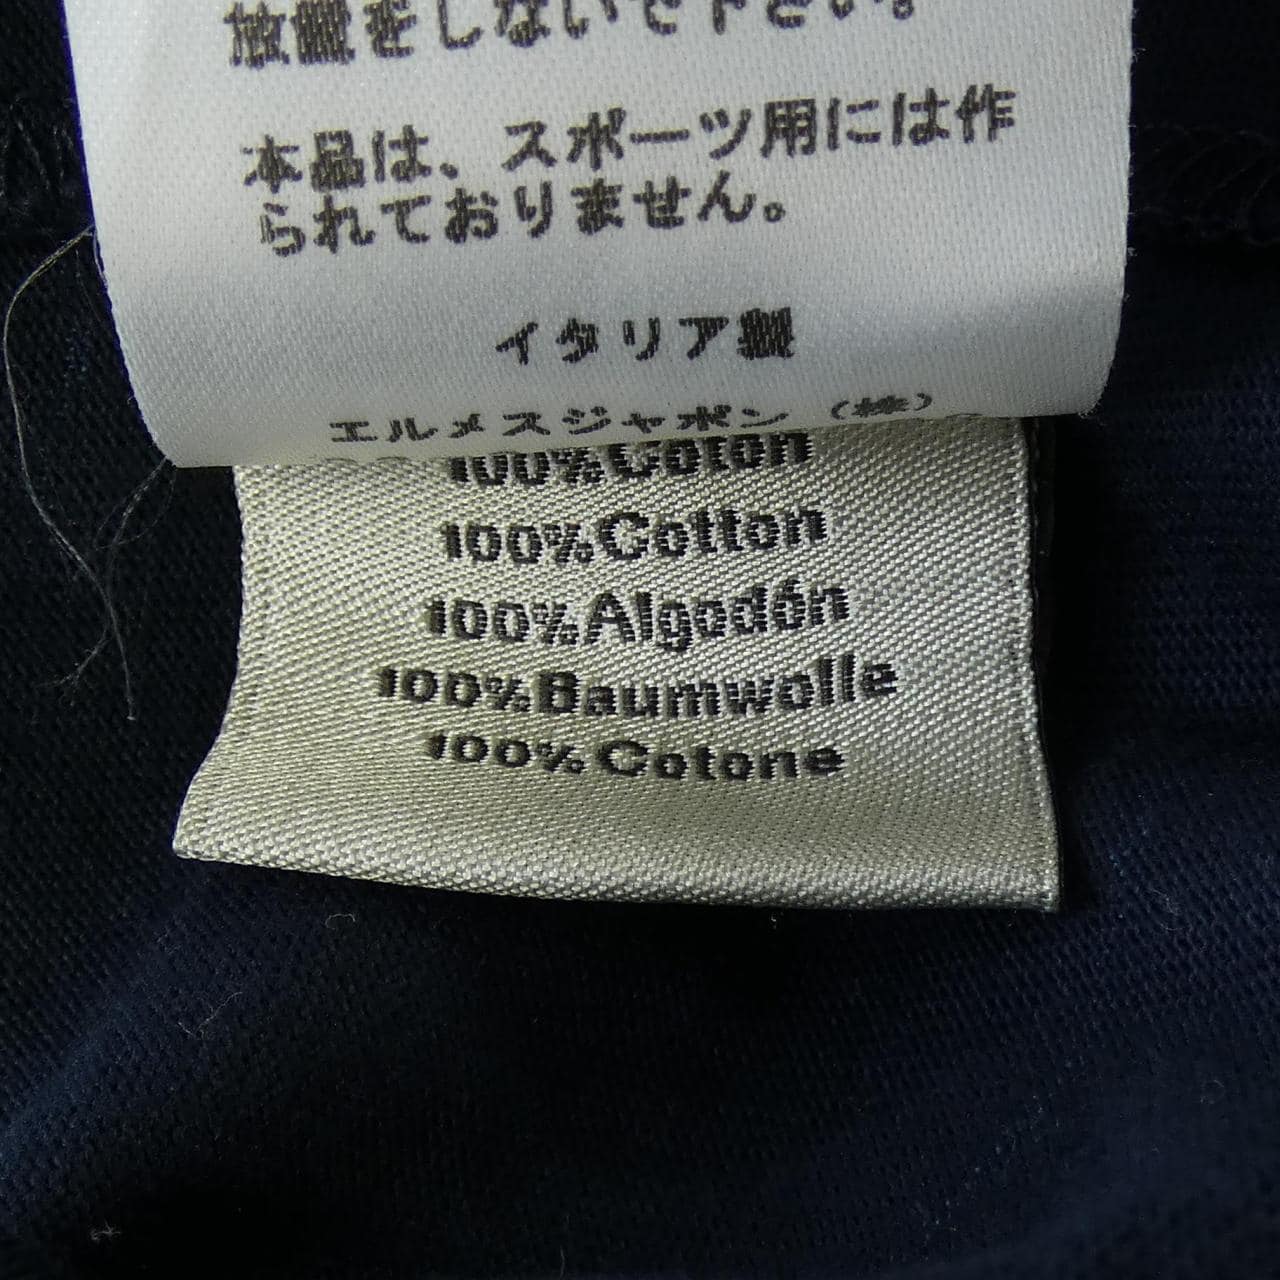 放置をしないで下さい。
本品は、スポーツ用には作
られておりません。
イタリア製
エルメスジャポン（株）
100%Coton
100%Cotton
100%Algodón
100%Baumwolle
100%Cotone